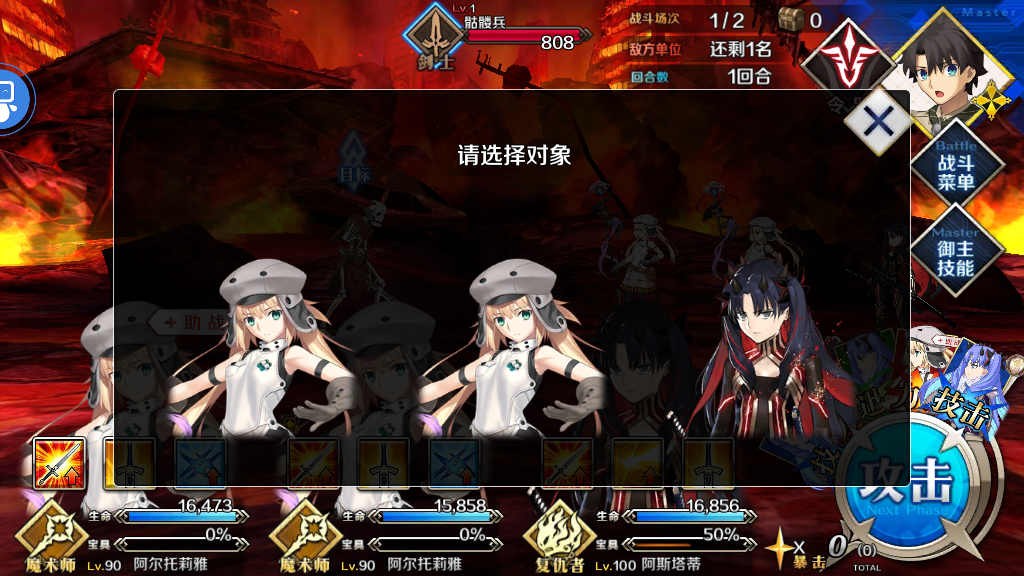 Lv.1
骷髅兵
808
剑士
战斗场次 1/2
0
敌方单位 还剩1名
回合数 1回合
Master
请选择对象
目标
Battle
战斗
菜单
Master
御主
技能
+ 助战
技击
攻击
Next Phase
生命 16,473
宝具 0%
魔术师 Lv.90 阿尔托莉雅
生命 15,858
宝具 0%
魔术师 Lv.90 阿尔托莉雅
生命 16,856
宝具 50%
复仇者 Lv.100 阿斯塔蒂
X 0 (0)
暴击 TOTAL